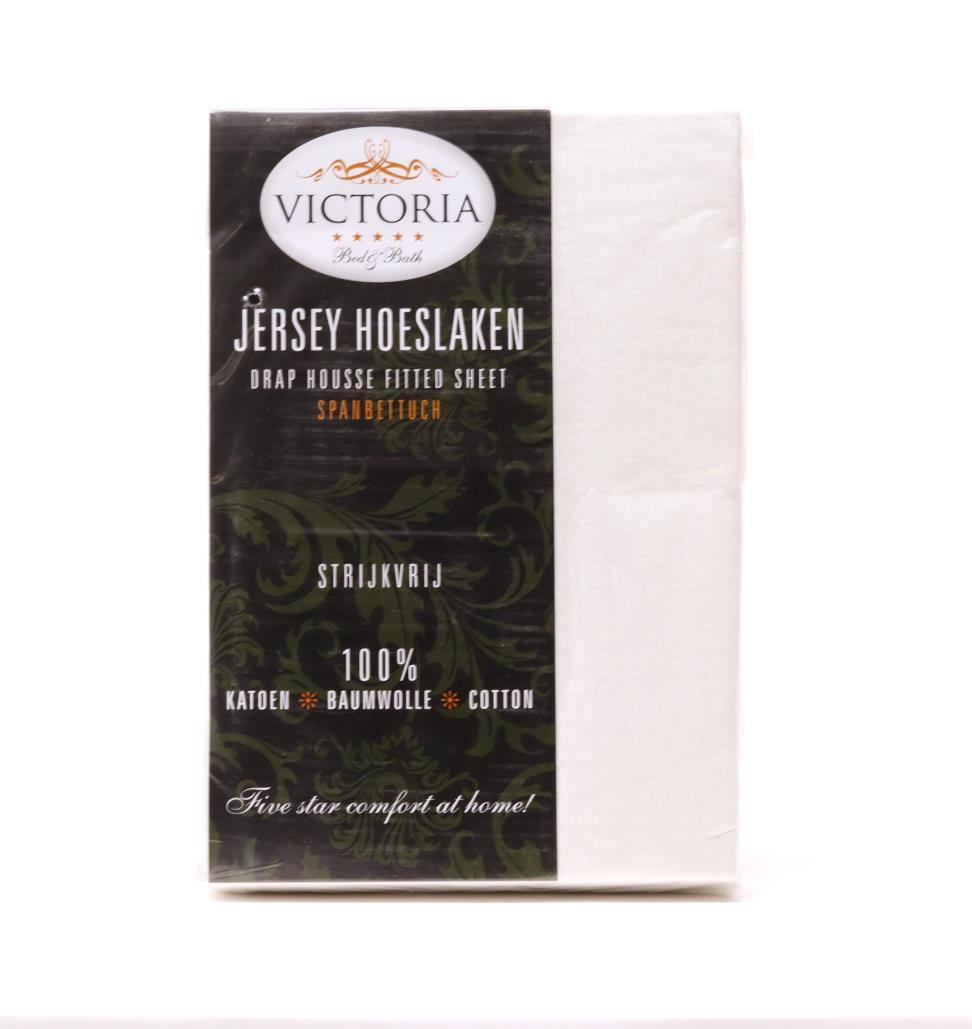 VICTORIA
Bed & Bath
JERSEY HOESLAKEN
DRAP HOUSSE FITTED SHEET
SPANBETTUCH
STRIJKVRIJ
100%
KATOEN BAUMWOLLE COTTON
Five star comfort at home!